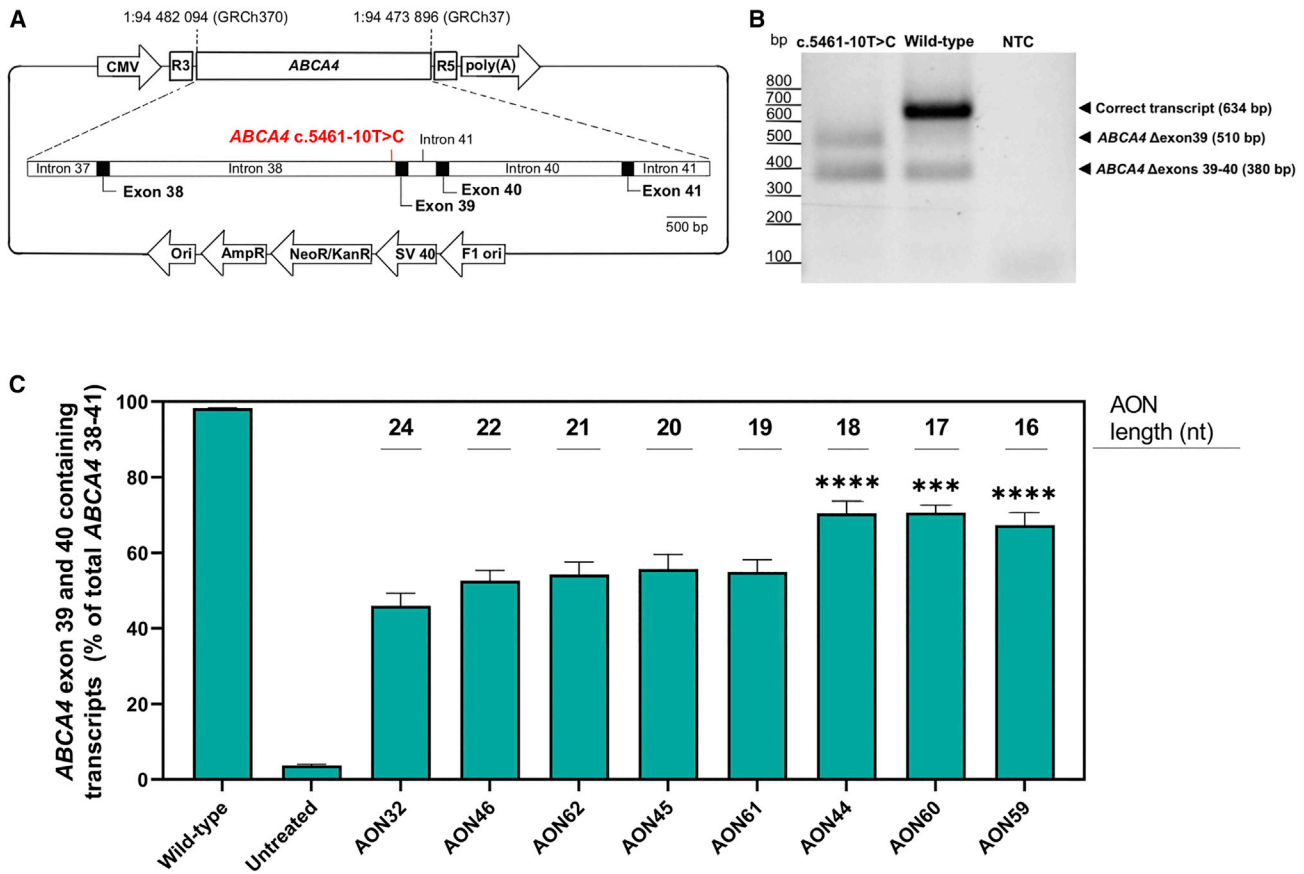 A
1:94 482 094 (GRCh370)
1:94 473 896 (GRCh37)
CMV
R3
ABCA4
R5
poly(A)
ABCA4 c.5461-10T>C
Intron 41
Intron 37
Intron 38
Intron 40
Intron 41
Exon 38
Exon 39
Exon 40
Exon 41
500 bp
Ori
AmpR
NeoR/KanR
SV 40
F1 ori
B
bp
c.5461-10T>C
Wild-type
NTC
800
700
600
500
400
300
200
100
Correct transcript (634 bp)
ABCA4 Δexon39 (510 bp)
ABCA4 Δexons 39-40 (380 bp)
C
ABCA4 exon 39 and 40 containing
transcripts (% of total ABCA4 38-41)
100
80
60
40
20
0
24
22
21
20
19
18
17
16
AON
length (nt)
****
***
****
Wild-type
Untreated
AON32
AON46
AON62
AON45
AON61
AON44
AON60
AON59